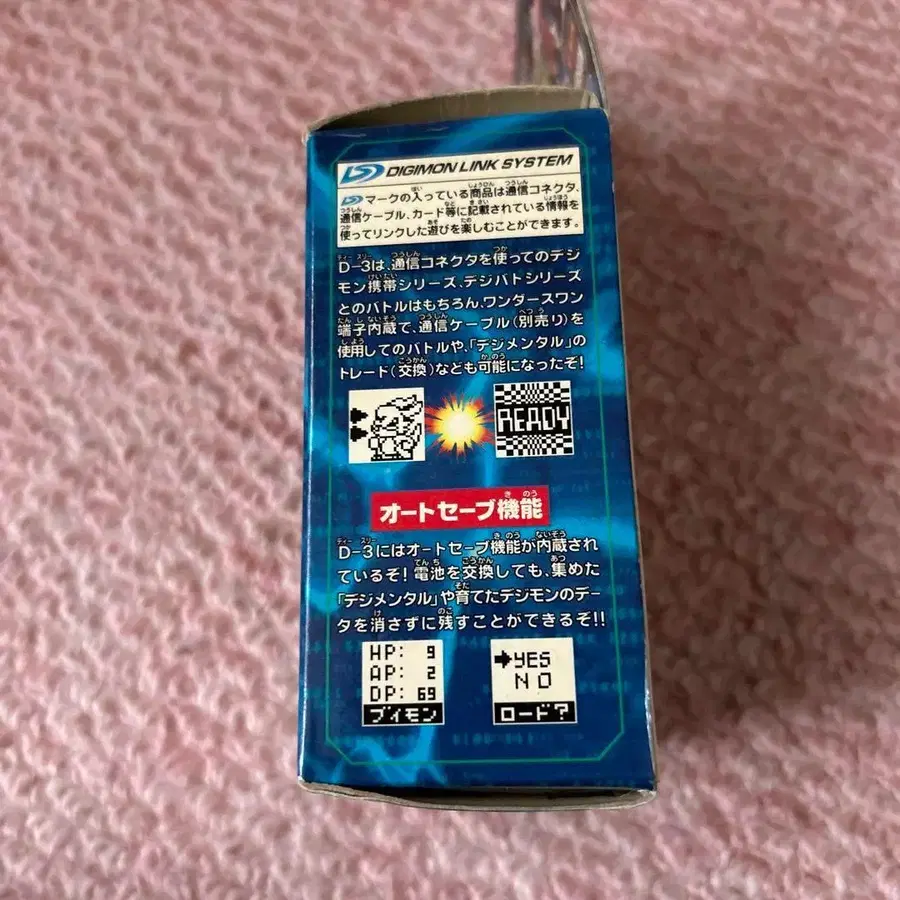 DIGIMON LINK SYSTEM
マークの入っている商品は通信コネクタ、
通信ケーブル、カード等に記載されている情報を
使ってリンクした遊びを楽しむことができます。
D-3は、通信コネクタを使ってのデジ
モン携帯シリーズ、デジバトシリーズ
とのバトルはもちろん、ワンダースワン
端子内蔵で、通信ケーブル(別売り)を
使用してのバトルや、「デジメンタル」の
トレード(交換)なども可能になったぞ!
READY
オートセーブ機能
D-3にはオートセーブ機能が内蔵され
ているぞ!電池を交換しても、集めた
「デジメンタル」や育てたデジモンのデー
タを消さずに残すことができるぞ!!
HP: 9
AP: 2
DP: 69
ブイモン
➔YES
NO
ロード?